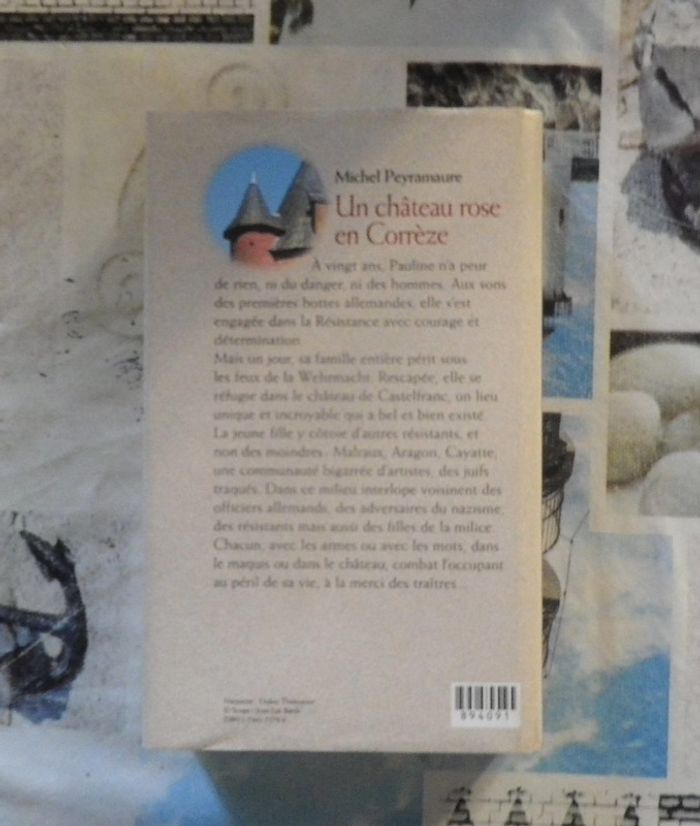 Michel Peyramaure
Un château rose
en Corrèze
À vingt ans, Pauline n'a peur
de rien, ni du danger, ni des hommes. Aux sons
des premières bottes allemandes, elle s'est
engagée dans la Résistance avec courage et
détermination.
Mais un jour, sa famille entière périt sous
les feux de la Wehrmacht. Rescapée, elle se
réfugie dans le château de Castelfranc, un lieu
unique et incroyable qui a bel et bien existé.
La jeune fille y côtoie d'autres résistants, et
non des moindres : Malraux, Aragon, Cayatte,
une communauté bigarrée d'artistes, des juifs
traqués. Dans ce milieu interlope voisinent des
officiers allemands, des adversaires du nazisme,
des résistants mais aussi des filles de la milice.
Chacun, avec les armes ou avec les mots, dans
le maquis ou dans le château, combat l'occupant
au péril de sa vie, à la merci des traîtres...
894091